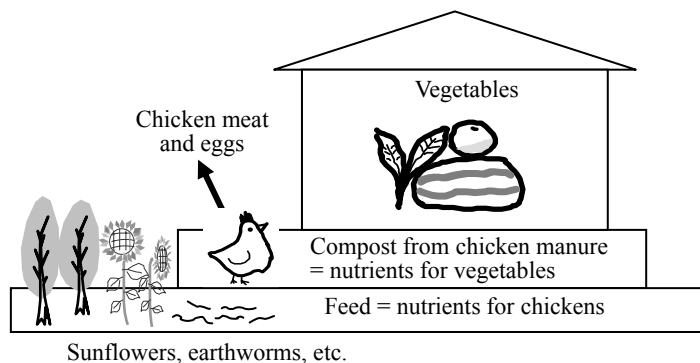 Vegetables
Chicken meat
and eggs
Compost from chicken manure
= nutrients for vegetables
Feed = nutrients for chickens
Sunflowers, earthworms, etc.